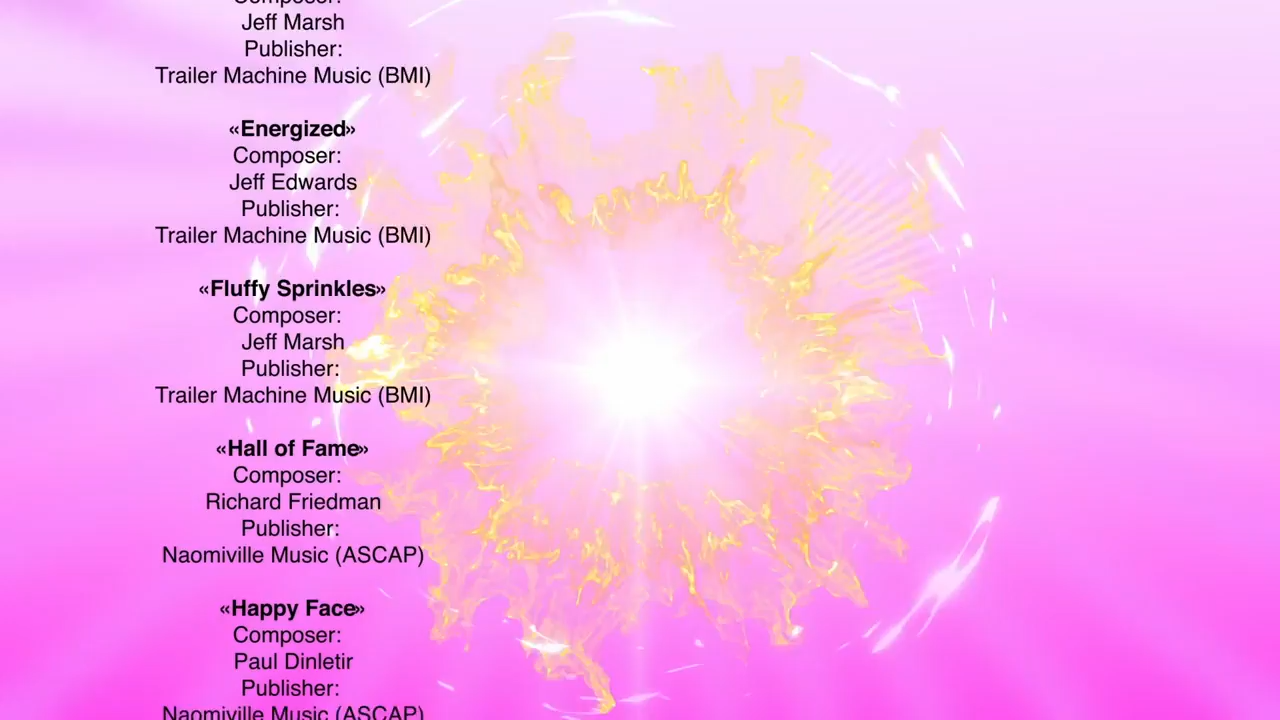 Composer:
Jeff Marsh
Publisher:
Trailer Machine Music (BMI)
«Energized»
Composer:
Jeff Edwards
Publisher:
Trailer Machine Music (BMI)
«Fluffy Sprinkles»
Composer:
Jeff Marsh
Publisher:
Trailer Machine Music (BMI)
«Hall of Fame»
Composer:
Richard Friedman
Publisher:
Naomiville Music (ASCAP)
«Happy Face»
Composer:
Paul Dinletir
Publisher:
Naomiville Music (ASCAP)